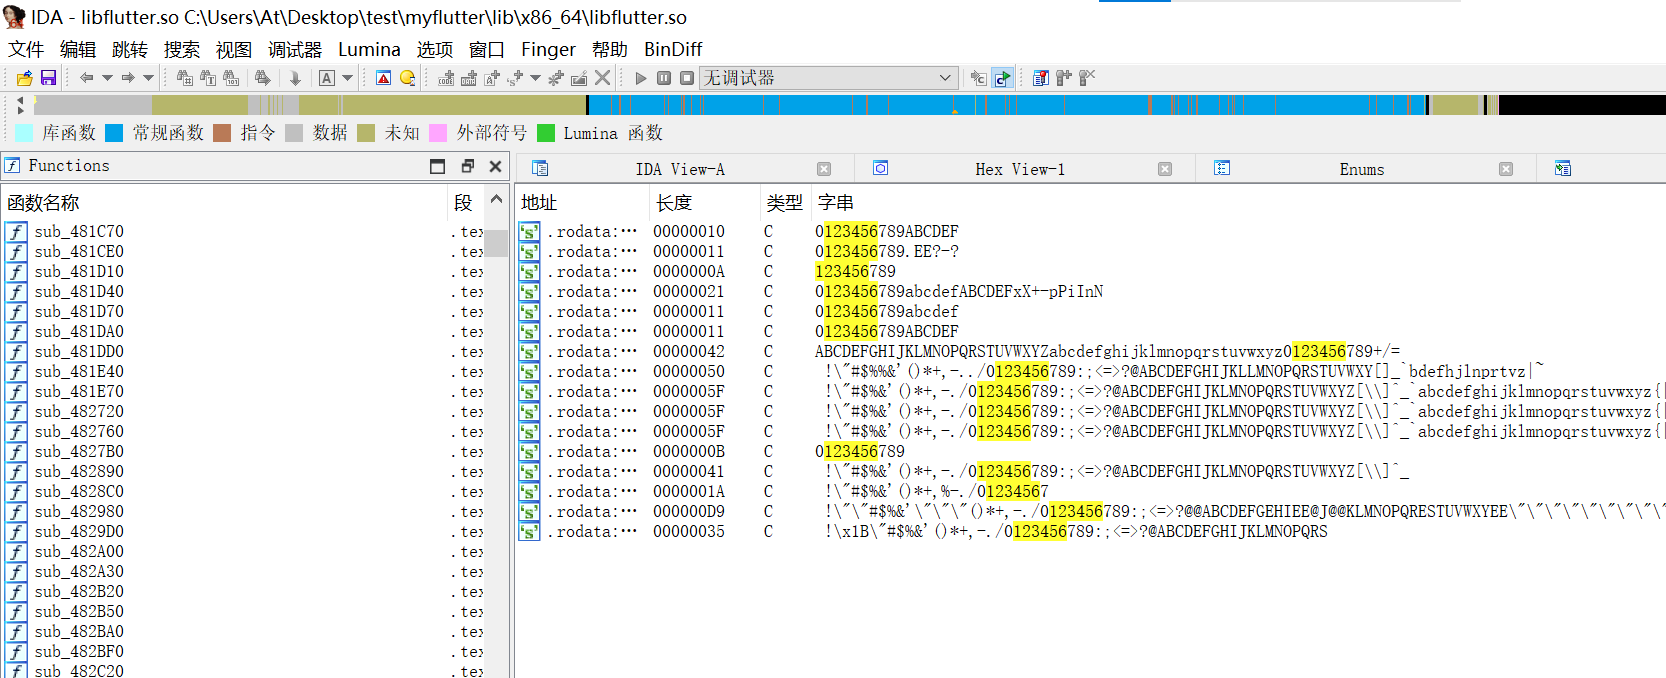 IDA - libflutter.so C:\Users\At\Desktop\test\myflutter\lib\x86_64\libflutter.so
文件 编辑 跳转 搜索 视图 调试器 Lumina 选项 窗口 Finger 帮助 BinDiff
无调试器
库函数 常规函数 指令 数据 未知 外部符号 Lumina 函数
Functions
IDA View-A Hex View-1 Enums
函数名称 段
sub_481C70 .tex
sub_481CE0 .tex
sub_481D10 .tex
sub_481D40 .tex
sub_481D70 .tex
sub_481DA0 .tex
sub_481DD0 .tex
sub_481E40 .tex
sub_481E70 .tex
sub_482720 .tex
sub_482760 .tex
sub_4827B0 .tex
sub_482890 .tex
sub_4828C0 .tex
sub_482980 .tex
sub_4829D0 .tex
sub_482A00 .tex
sub_482A30 .tex
sub_482B20 .tex
sub_482B50 .tex
sub_482BA0 .tex
sub_482BF0 .tex
sub_482C20 .tex
地址 长度 类型 字串
.rodata:··· 00000010 C 0123456789ABCDEF
.rodata:··· 00000011 C 0123456789.EE?-?
.rodata:··· 0000000A C 123456789
.rodata:··· 00000021 C 0123456789abcdefABCDEFxX+-pPiInN
.rodata:··· 00000011 C 0123456789abcdef
.rodata:··· 00000011 C 0123456789ABCDEF
.rodata:··· 00000042 C ABCDEFGHIJKLMNOPQRSTUVWXYZabcdefghijklmnopqrstuvwxyz0123456789+/=
.rodata:··· 00000050 C !\"#$%%&'()*+,-../0123456789:;<=>?@ABCDEFGHIJKLLMNOPQRSTUVWXY[]_`bdefhjlnprtvz|~
.rodata:··· 0000005F C !\"#$%&'()*+,-./0123456789:;<=>?@ABCDEFGHIJKLMNOPQRSTUVWXYZ[\\]^_`abcdefghijklmnopqrstuvwxyz{|
.rodata:··· 0000005F C !\"#$%&'()*+,-./0123456789:;<=>?@ABCDEFGHIJKLMNOPQRSTUVWXYZ[\\]^_`abcdefghijklmnopqrstuvwxyz{|
.rodata:··· 0000005F C !\"#$%&'()*+,-./0123456789:;<=>?@ABCDEFGHIJKLMNOPQRSTUVWXYZ[\\]^_`abcdefghijklmnopqrstuvwxyz{|
.rodata:··· 0000000B C 0123456789
.rodata:··· 00000041 C !\"#$%&'()*+,-./0123456789:;<=>?@ABCDEFGHIJKLMNOPQRSTUVWXYZ[\\]^_
.rodata:··· 0000001A C !\"#$%&'()*+,%-./01234567
.rodata:··· 000000D9 C !\"\"#$%&'\"\"\"()*+,-./0123456789:;<=>?@@ABCDEFGEHIEE@J@@KLMNOPQRESTUVWXYEE\"\"\"\"\"\"\"\"
.rodata:··· 00000035 C !\x1B\"#$%&'()*+,-./0123456789:;<=>?@ABCDEFGHIJKLMNOPQRS